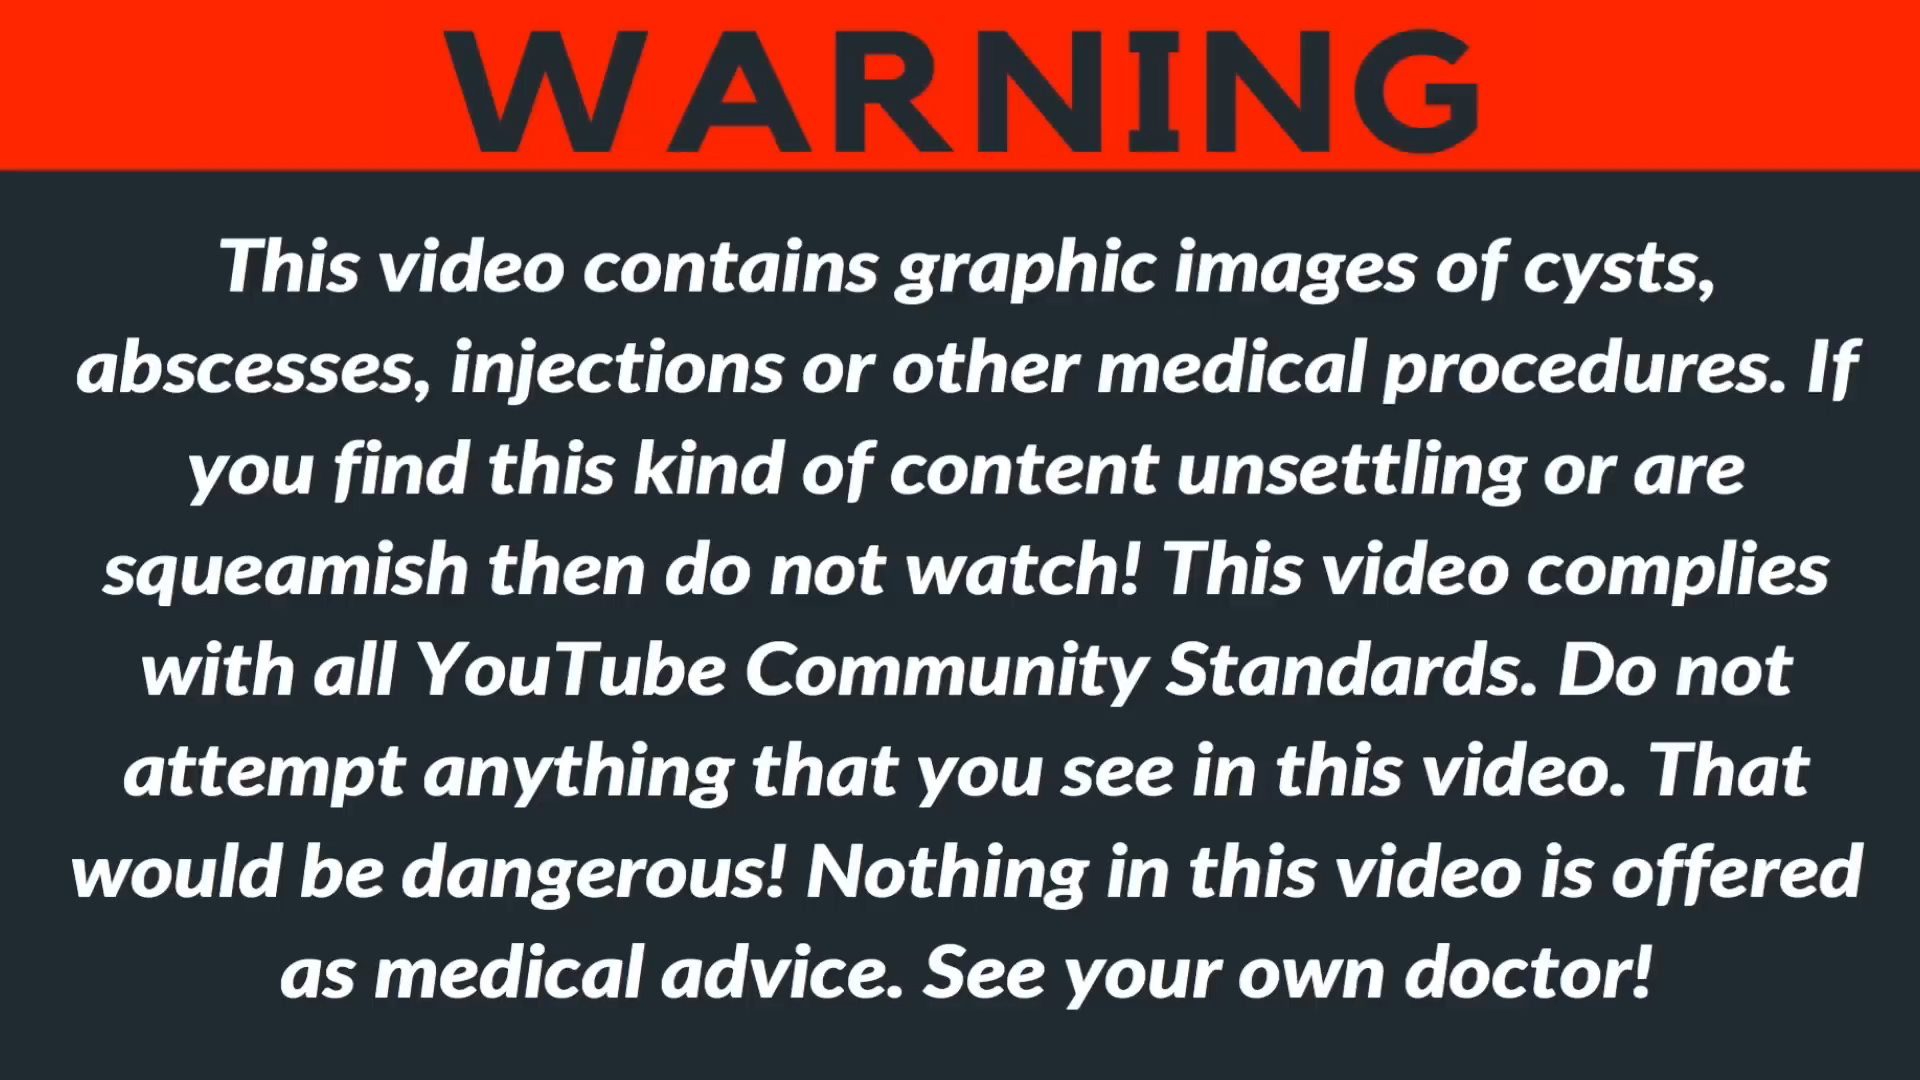 WARNING
This video contains graphic images of cysts,
abscesses, injections or other medical procedures. If
you find this kind of content unsettling or are
squeamish then do not watch! This video complies
with all YouTube Community Standards. Do not
attempt anything that you see in this video. That
would be dangerous! Nothing in this video is offered
as medical advice. See your own doctor!